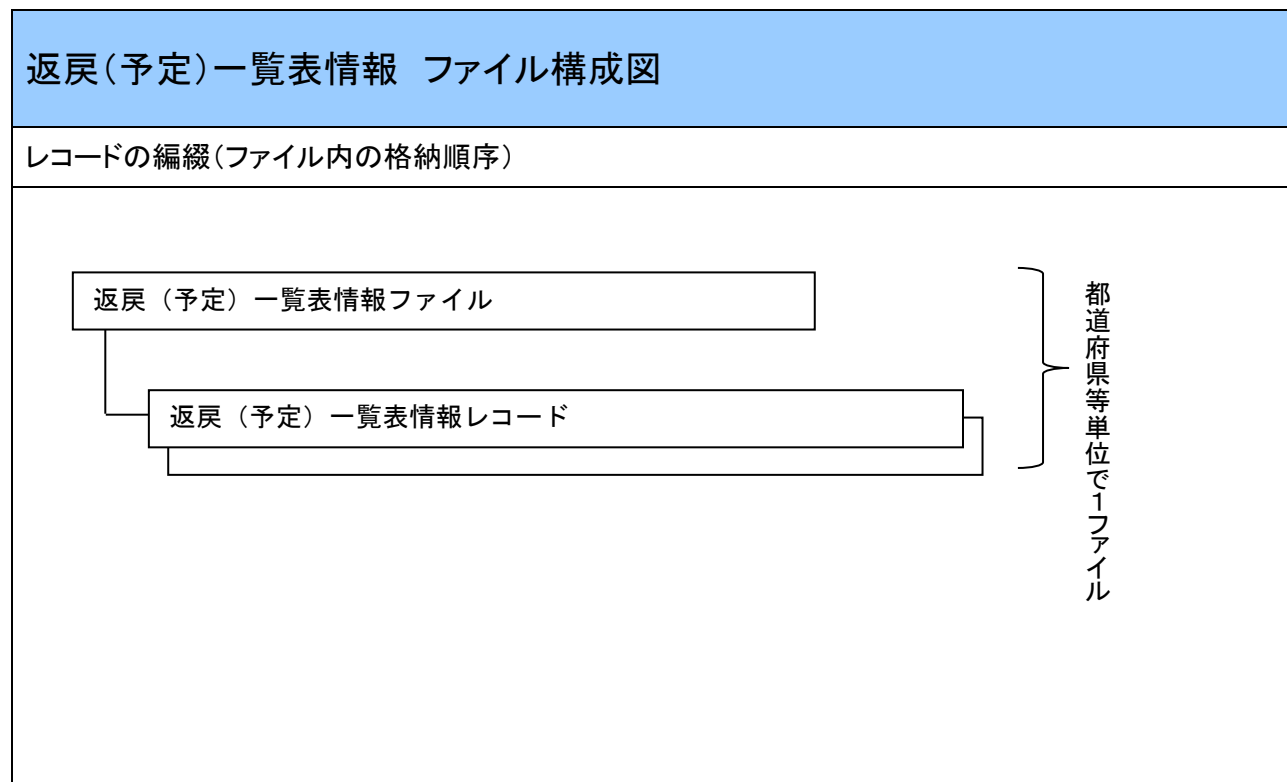 返戻(予定)一覧表情報 ファイル構成図
レコードの編綴(ファイル内の格納順序)
返戻（予定）一覧表情報ファイル
返戻（予定）一覧表情報レコード
都道府県等単位で1ファイル